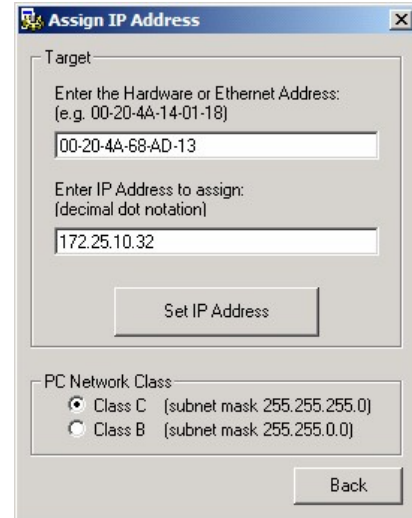 Assign IP Address
Target
Enter the Hardware or Ethernet Address:
(e.g. 00-20-4A-14-01-18)
00-20-4A-68-AD-13
Enter IP Address to assign:
(decimal dot notation)
172.25.10.32
Set IP Address
PC Network Class
Class C (subnet mask 255.255.255.0)
Class B (subnet mask 255.255.0.0)
Back